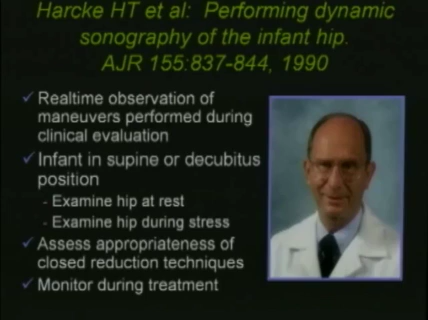 Harcke HT et al:  Performing dynamic
sonography of the infant hip.
AJR 155:837-844, 1990
✓ Realtime observation of
maneuvers performed during
clinical evaluation
✓ Infant in supine or decubitus
position
- Examine hip at rest
- Examine hip during stress
✓ Assess appropriateness of
closed reduction techniques
✓ Monitor during treatment